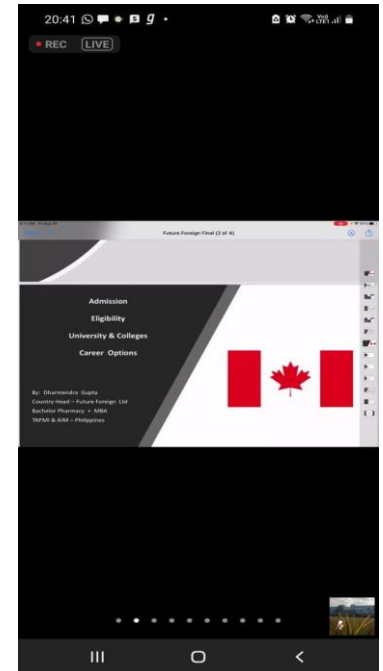 20:41
REC LIVE
Future Foreign Final (2 of 4)
Admission
Eligibility
University & Colleges
Career Options
By: Dharmendra Gupta
Country Head – Future Foreign Ltd
Bachelor Pharmacy + MBA
TAPMI & AIM – Philippines